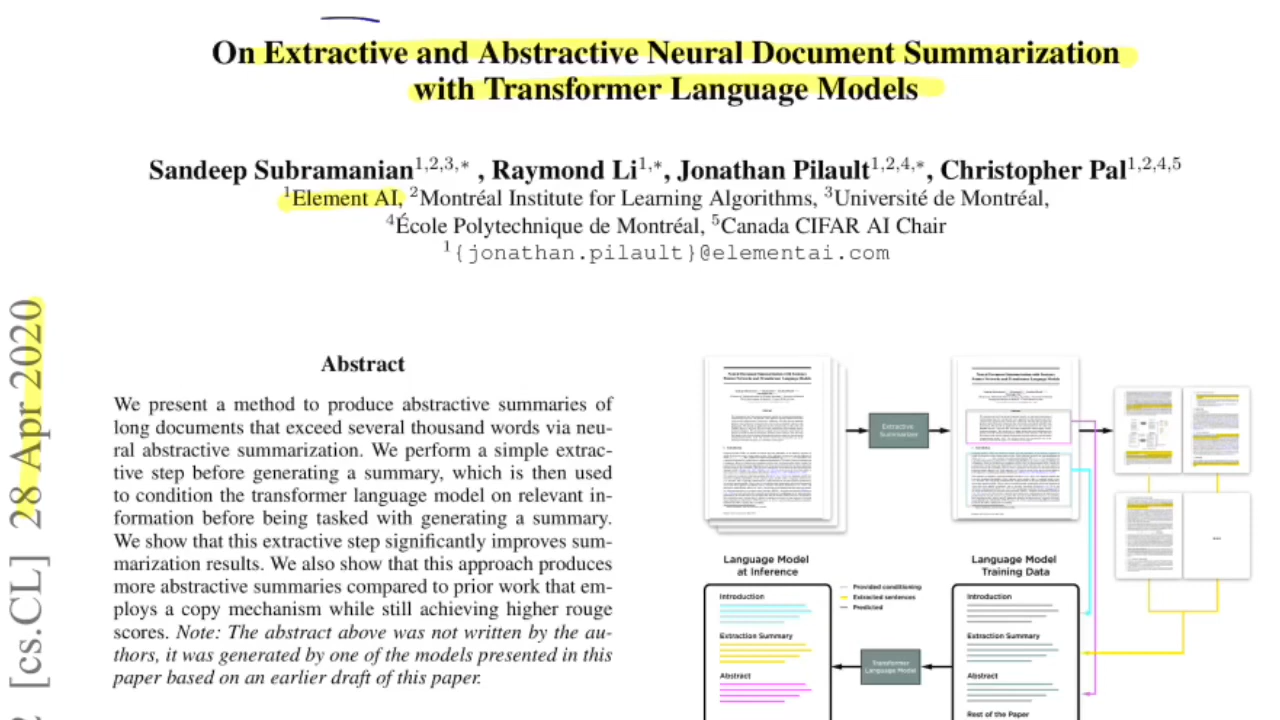 On Extractive and Abstractive Neural Document Summarization
with Transformer Language Models
Sandeep Subramanian1,2,3,∗ , Raymond Li1,∗, Jonathan Pilault1,2,4,∗, Christopher Pal1,2,4,5
1Element AI, 2Montréal Institute for Learning Algorithms, 3Université de Montréal,
4École Polytechnique de Montréal, 5Canada CIFAR AI Chair
1{jonathan.pilault}@elementai.com
[cs.CL] 28 Apr 2020
Abstract
We present a method to produce abstractive summaries of
long documents that exceed several thousand words via neu-
ral abstractive summarization. We perform a simple extrac-
tive step before generating a summary, which is then used
to condition the transformer language model on relevant in-
formation before being tasked with generating a summary.
We show that this extractive step significantly improves sum-
marization results. We also show that this approach produces
more abstractive summaries compared to prior work that em-
ploys a copy mechanism while still achieving higher rouge
scores. Note: The abstract above was not written by the au-
thors, it was generated by one of the models presented in this
paper based on an earlier draft of this paper.
Extractive
Summarizer
Language Model
at Inference
Provided conditioning
Extracted sentences
Predicted
Introduction
Extraction Summary
Abstract
Transformer
Language Model
Language Model
Training Data
Introduction
Extraction Summary
Abstract
Rest of the Paper